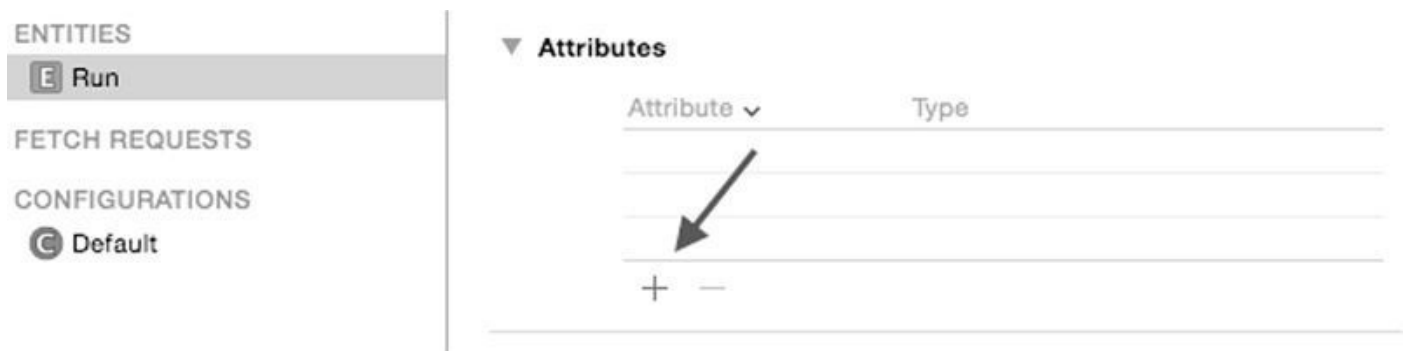 ENTITIES
E Run
FETCH REQUESTS
CONFIGURATIONS
C Default
Attributes
Attribute Type
+ −